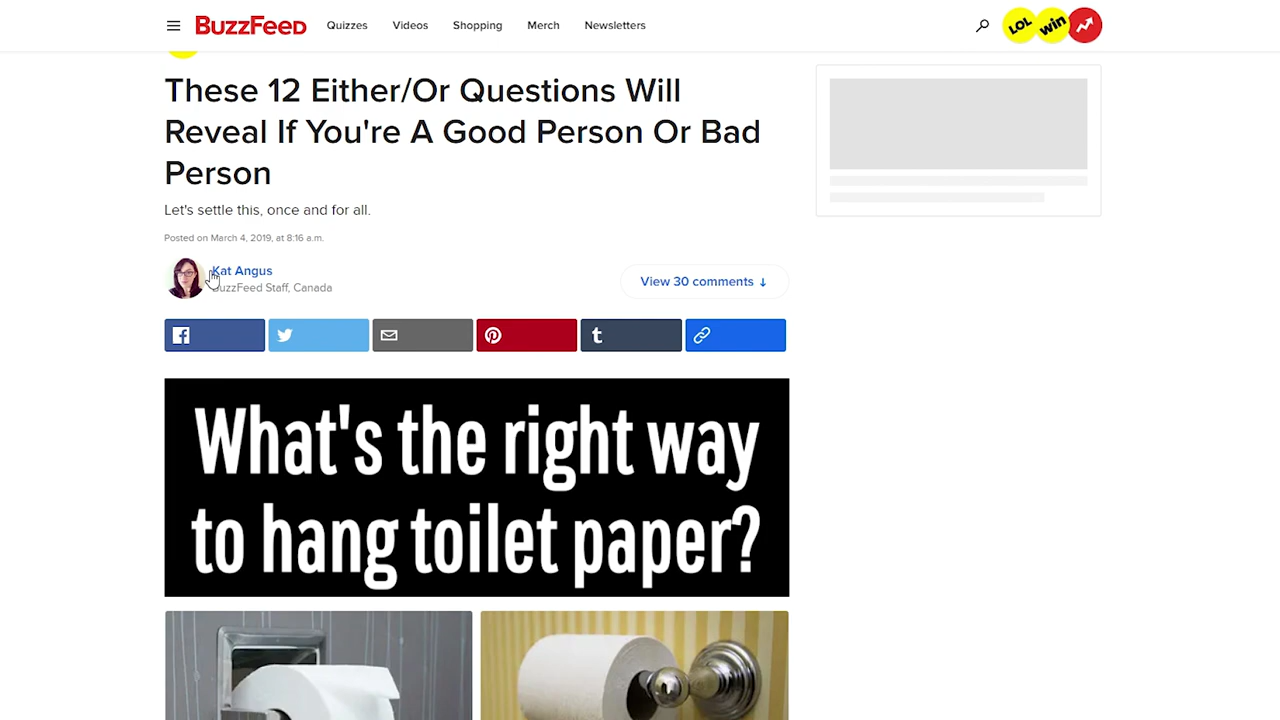 BuzzFeed Quizzes Videos Shopping Merch Newsletters LOL win
These 12 Either/Or Questions Will
Reveal If You're A Good Person Or Bad
Person
Let's settle this, once and for all.
Posted on March 4, 2019, at 8:16 a.m.
Kat Angus
BuzzFeed Staff, Canada
View 30 comments ↓
What's the right way
to hang toilet paper?